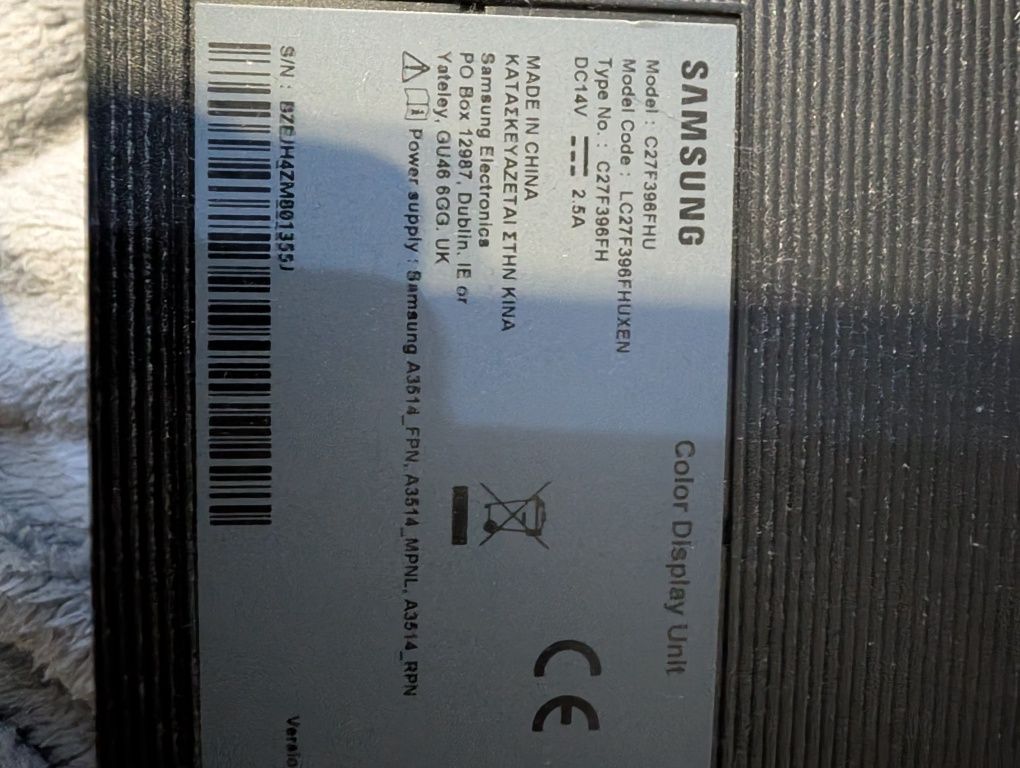 SAMSUNG
Color Display Unit
Model : C27F396FHU
Model Code : LC27F396FHUXEN
Type No. : C27F396FH
DC14V 2.5A
CE
MADE IN CHINA
ΚΑΤΑΣΚΕΥΑΖΕΤΑΙ ΣΤΗΝ ΚΙΝΑ
Samsung Electronics
PO Box 12987, Dublin. IE or
Yateley, GU46 6GG. UK
Power supply : Samsung A3514_FPN, A3514_MPNL, A3514_RPN
S/N : BZEJH4ZM801355J